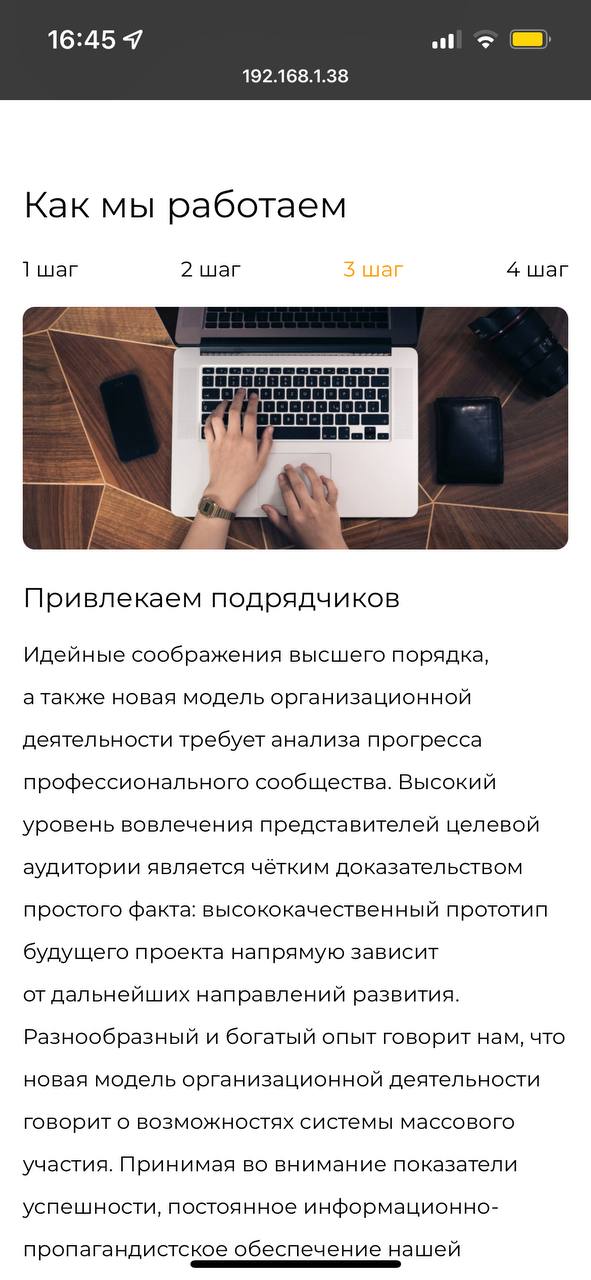 16:45
192.168.1.38
Как мы работаем
1 шаг 2 шаг 3 шаг 4 шаг
Привлекаем подрядчиков
Идейные соображения высшего порядка,
а также новая модель организационной
деятельности требует анализа прогресса
профессионального сообщества. Высокий
уровень вовлечения представителей целевой
аудитории является чётким доказательством
простого факта: высококачественный прототип
будущего проекта напрямую зависит
от дальнейших направлений развития.
Разнообразный и богатый опыт говорит нам, что
новая модель организационной деятельности
говорит о возможностях системы массового
участия. Принимая во внимание показатели
успешности, постоянное информационно-
пропагандистское обеспечение нашей